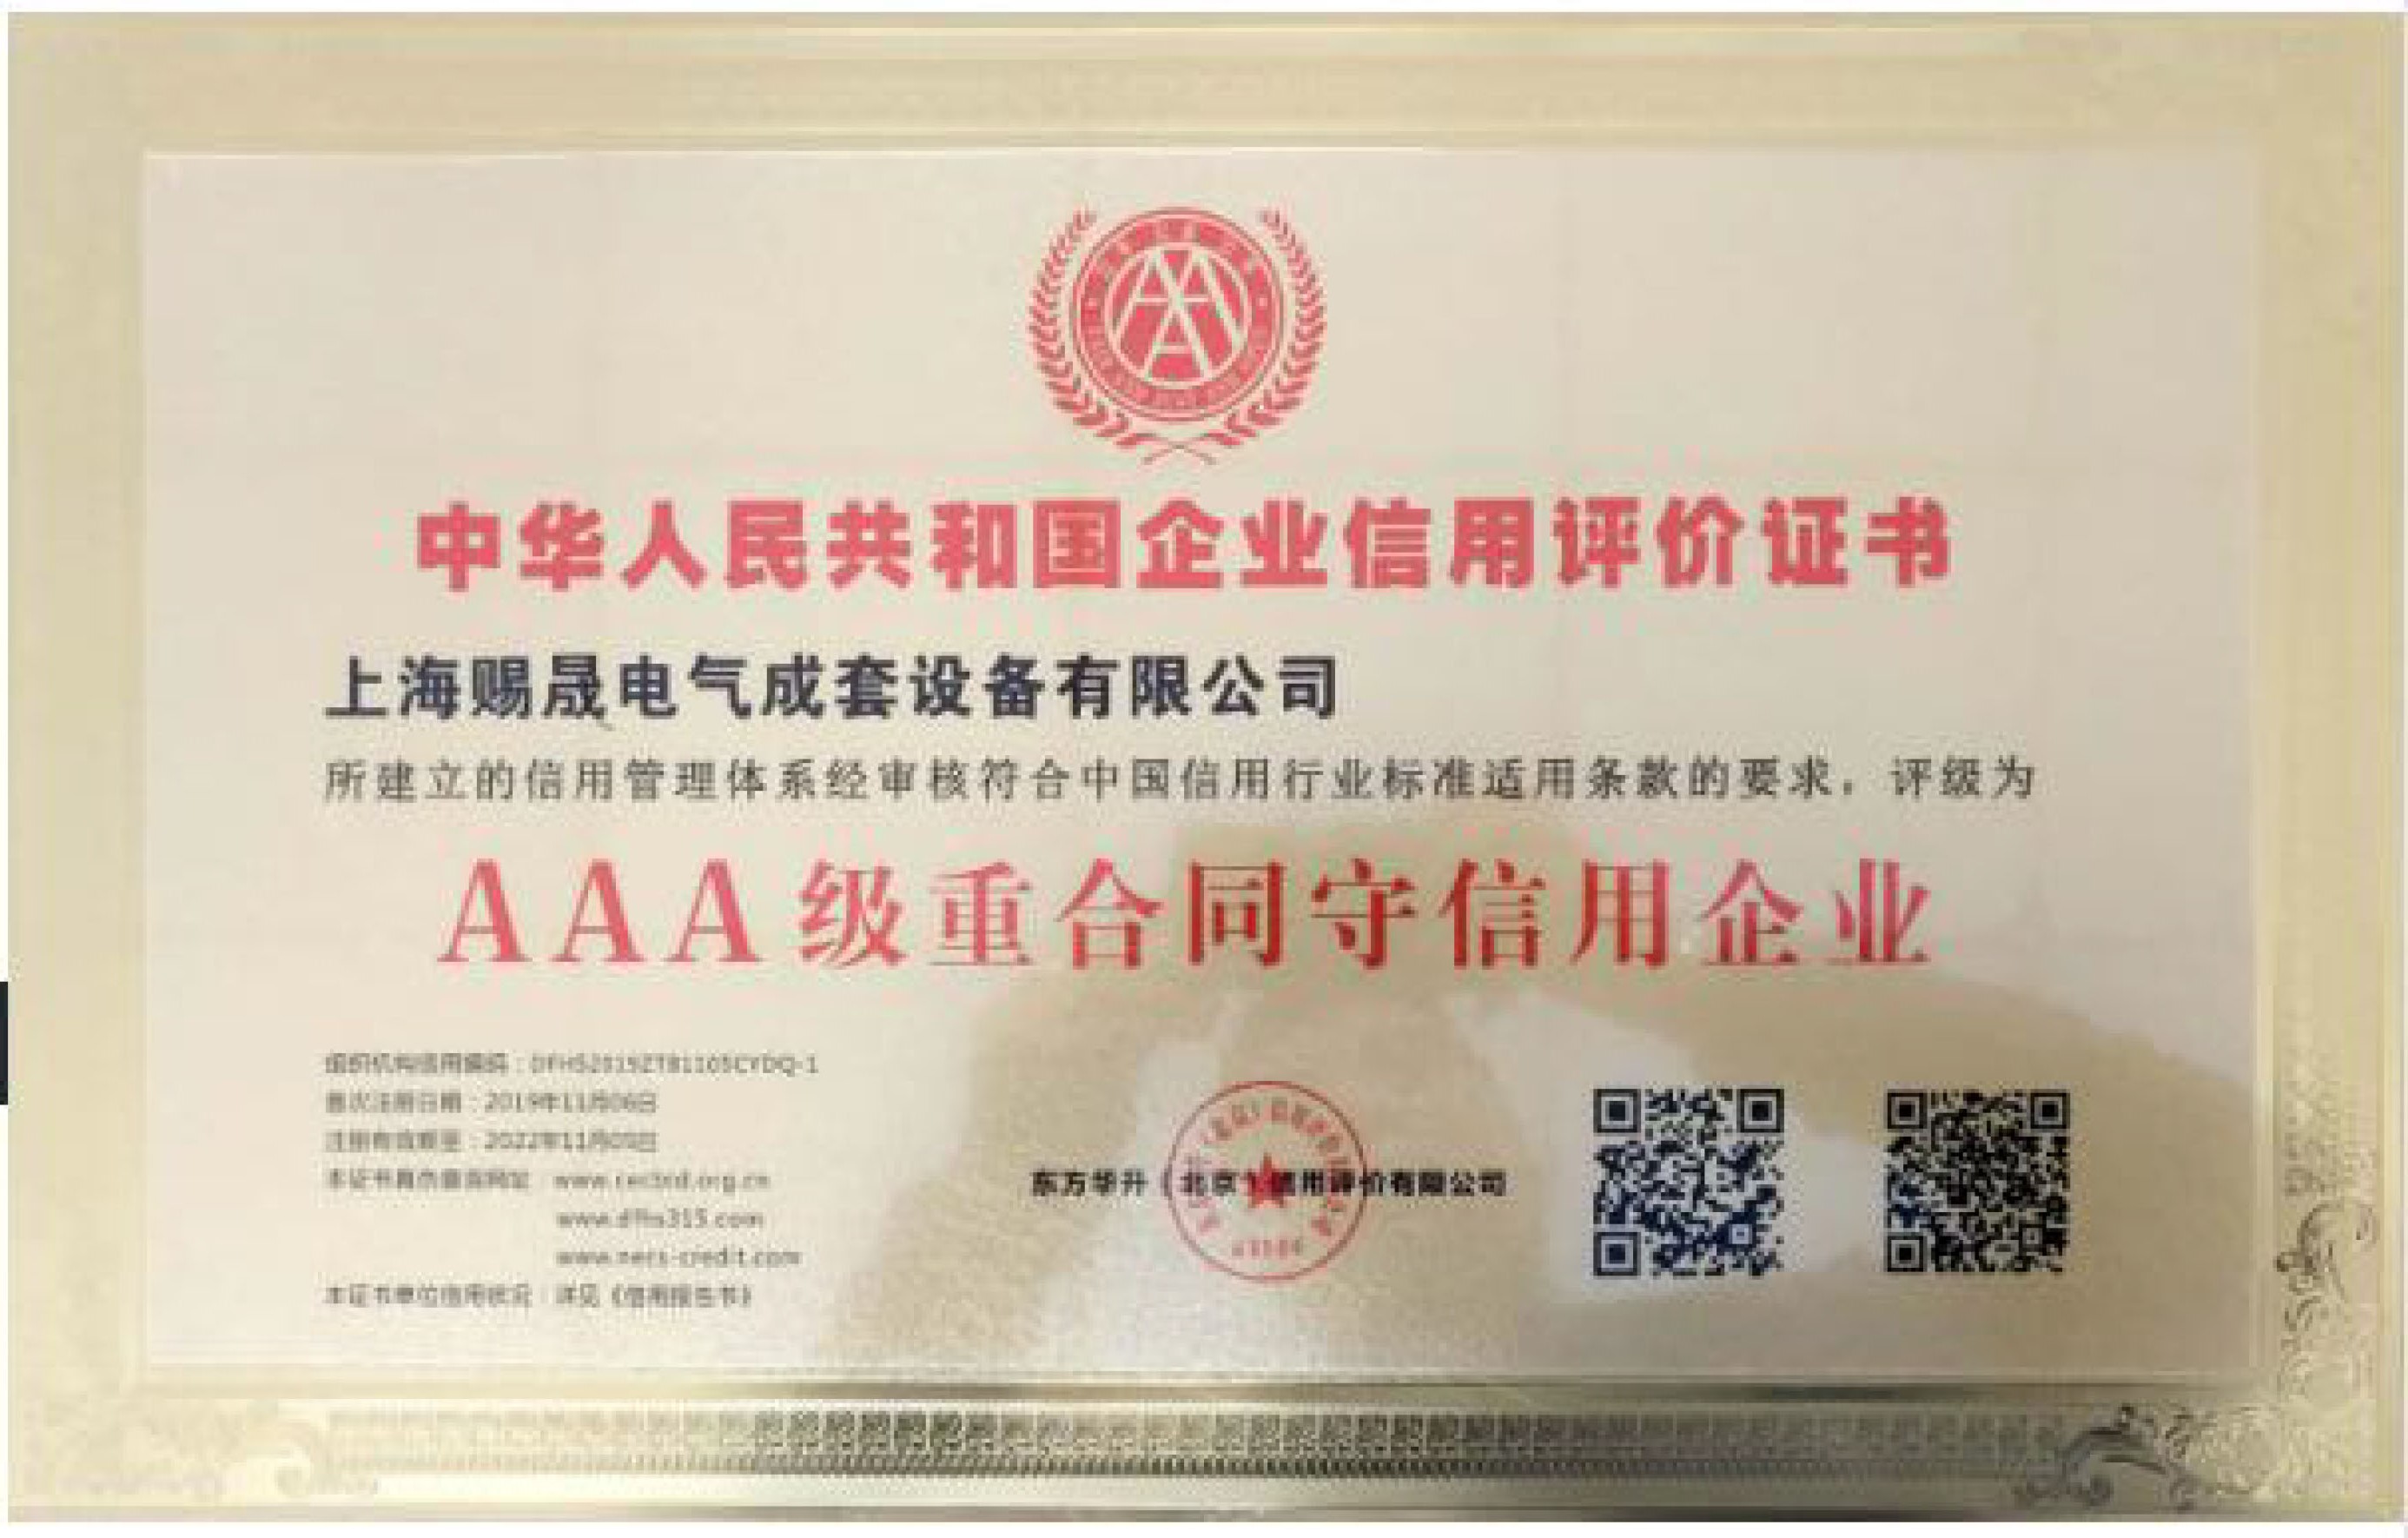 AAA
中华人民共和国企业信用评价证书
上海赐晟电气成套设备有限公司
所建立的信用管理体系经审核符合中国信用行业标准适用条款的要求，评级为
AAA级重合同守信用企业
组织机构信用编码：
首次注册日期：2019年11月06日
注册有效期至：2022年11月05日
本证书真伪查询网址：
www.dfhs315.com
www.necs-credit.com
本证书单位信用状况：详见《信用报告书》
东方华升（北京）信用评价有限公司